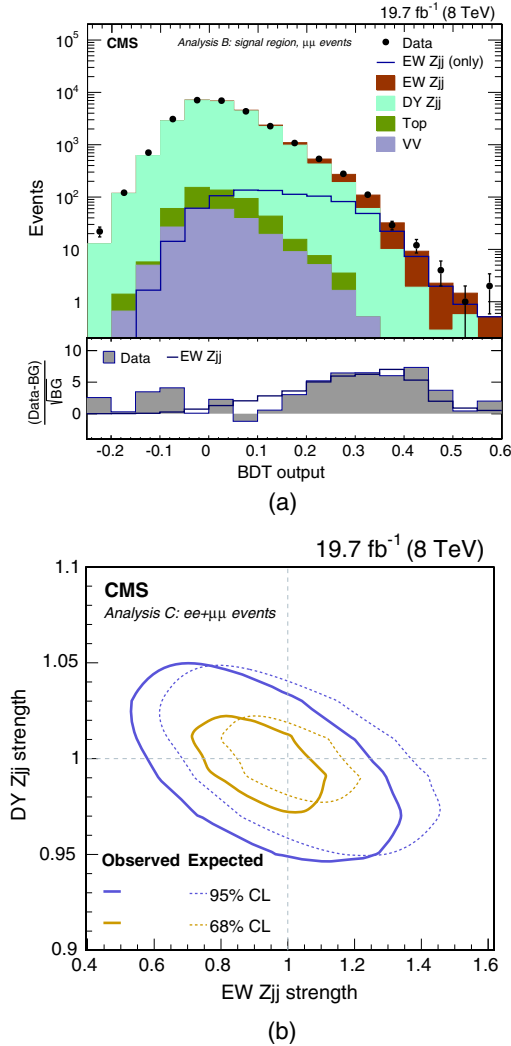 19.7 fb⁻¹ (8 TeV)
CMS
Analysis B: signal region, μμ events
Data
EW Zjj (only)
EW Zjj
DY Zjj
Top
VV
10⁵
10⁴
10³
10²
10
1
Events
Data
EW Zjj
10
5
0
(Data-BG)
√BG
-0.2 -0.1 0 0.1 0.2 0.3 0.4 0.5 0.6
BDT output
(a)
19.7 fb⁻¹ (8 TeV)
CMS
Analysis C: ee+μμ events
1.1
1.05
1
0.95
0.9
DY Zjj strength
Observed Expected
95% CL
68% CL
0.4 0.6 0.8 1 1.2 1.4 1.6
EW Zjj strength
(b)